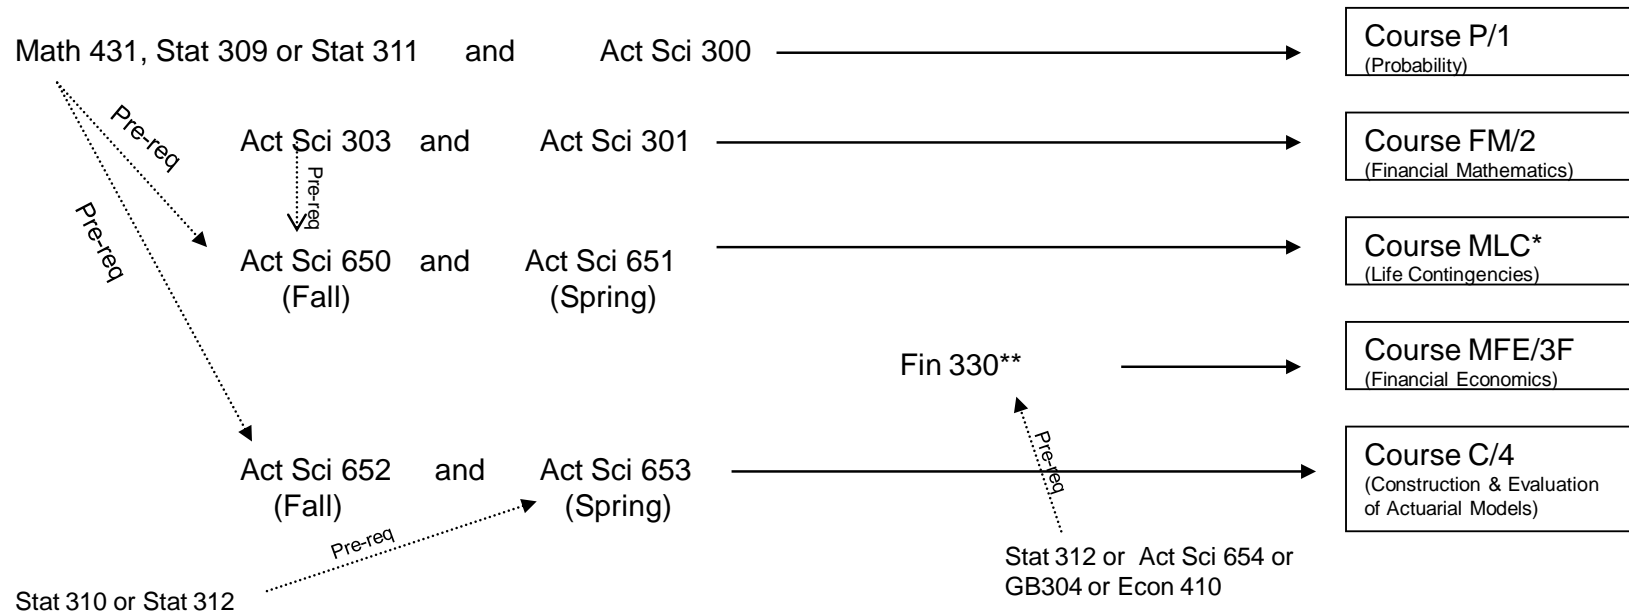 Math 431, Stat 309 or Stat 311 and Act Sci 300
Course P/1
(Probability)
Pre-req
Act Sci 303 and Act Sci 301
Course FM/2
(Financial Mathematics)
Pre-req
Pre-req
Act Sci 650 and Act Sci 651
(Fall) (Spring)
Course MLC*
(Life Contingencies)
Fin 330**
Course MFE/3F
(Financial Economics)
Pre-req
Act Sci 652 and Act Sci 653
(Fall) (Spring)
Course C/4
(Construction & Evaluation
of Actuarial Models)
Pre-req
Stat 310 or Stat 312
Stat 312 or Act Sci 654 or
GB304 or Econ 410